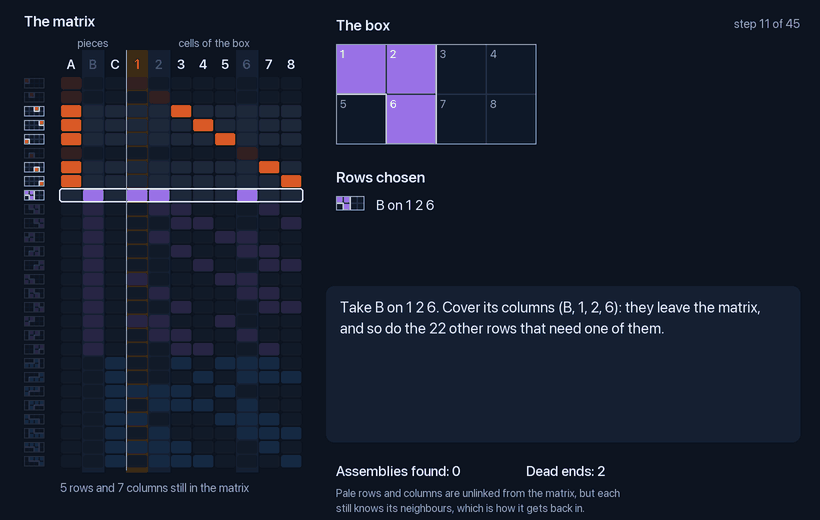 The matrix
pieces
cells of the box
A B C 1 2 3 4 5 6 7 8
5 rows and 7 columns still in the matrix
The box
step 11 of 45
1 2 3 4
5 6 7 8
Rows chosen
B on 1 2 6
Take B on 1 2 6. Cover its columns (B, 1, 2, 6): they leave the matrix,
and so do the 22 other rows that need one of them.
Assemblies found: 0
Dead ends: 2
Pale rows and columns are unlinked from the matrix, but each
still knows its neighbours, which is how it gets back in.